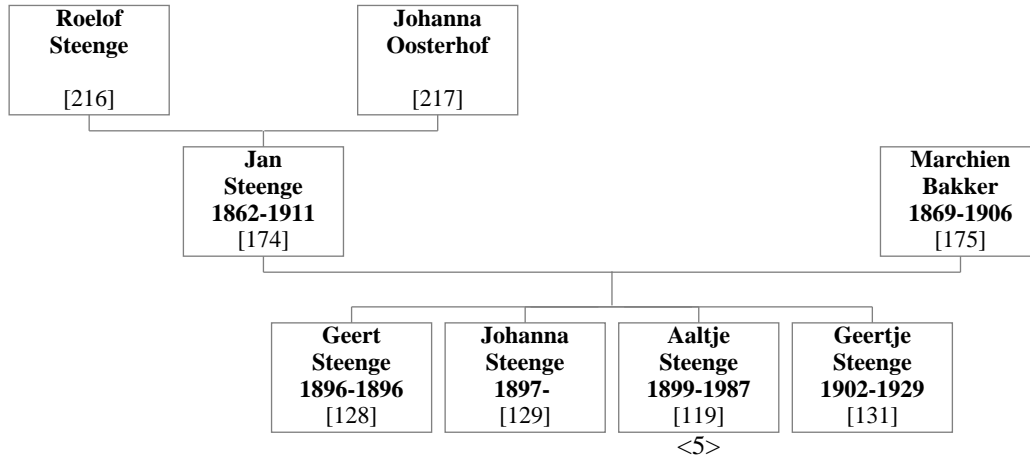 Roelof
Steenge
[216]
Johanna
Oosterhof
[217]
Jan
Steenge
1862-1911
[174]
Marchien
Bakker
1869-1906
[175]
Geert
Steenge
1896-1896
[128]
Johanna
Steenge
1897-
[129]
Aaltje
Steenge
1899-1987
[119]
<5>
Geertje
Steenge
1902-1929
[131]